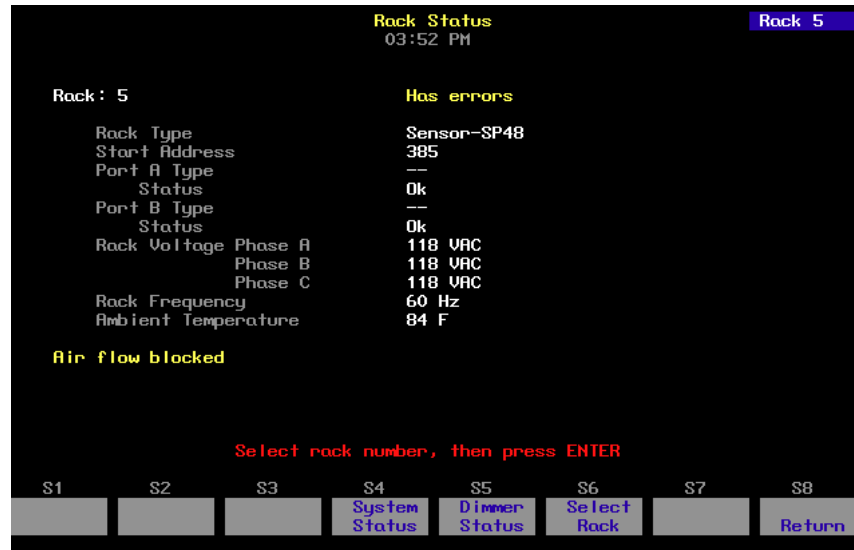 Rack Status Rack 5
03:52 PM
Rack: 5 Has errors
Rack Type Sensor-SP48
Start Address 385
Port A Type --
Status Ok
Port B Type --
Status Ok
Rack Voltage Phase A 118 VAC
Phase B 118 VAC
Phase C 118 VAC
Rack Frequency 60 Hz
Ambient Temperature 84 F
Air flow blocked
Select rack number, then press ENTER
S1 S2 S3 S4 S5 S6 S7 S8
System Dimmer Select
Status Status Rack Return